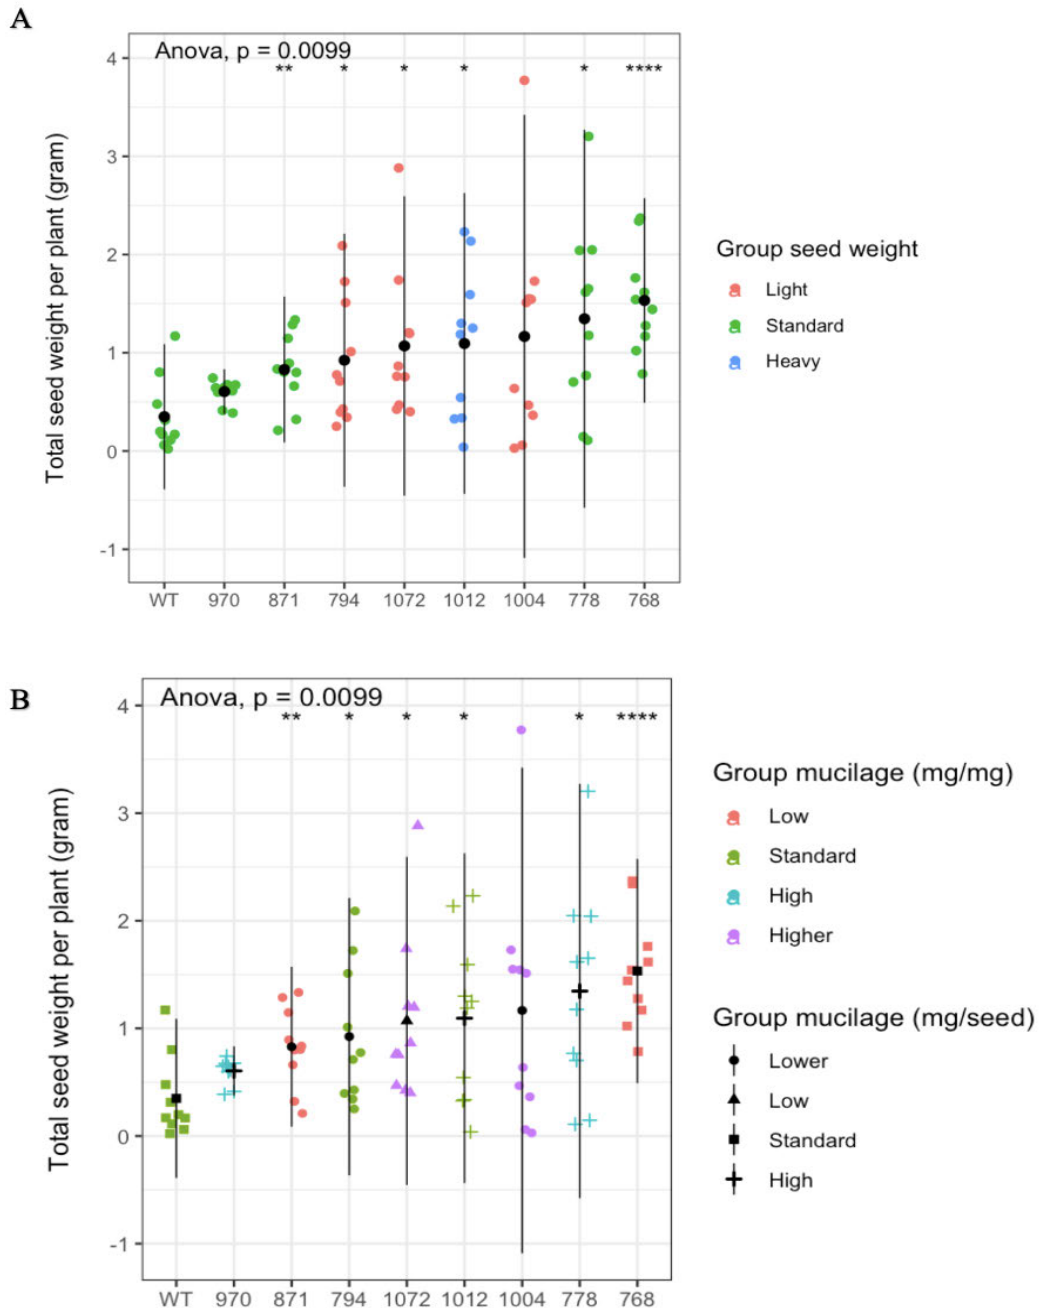 A
Anova, p = 0.0099
** * * * * ****
4
3
2
1
0
-1
Total seed weight per plant (gram)
WT 970 871 794 1072 1012 1004 778 768
Group seed weight
Light
Standard
Heavy
B
Anova, p = 0.0099
** * * * * ****
4
3
2
1
0
-1
Total seed weight per plant (gram)
WT 970 871 794 1072 1012 1004 778 768
Group mucilage (mg/mg)
Low
Standard
High
Higher
Group mucilage (mg/seed)
Lower
Low
Standard
High